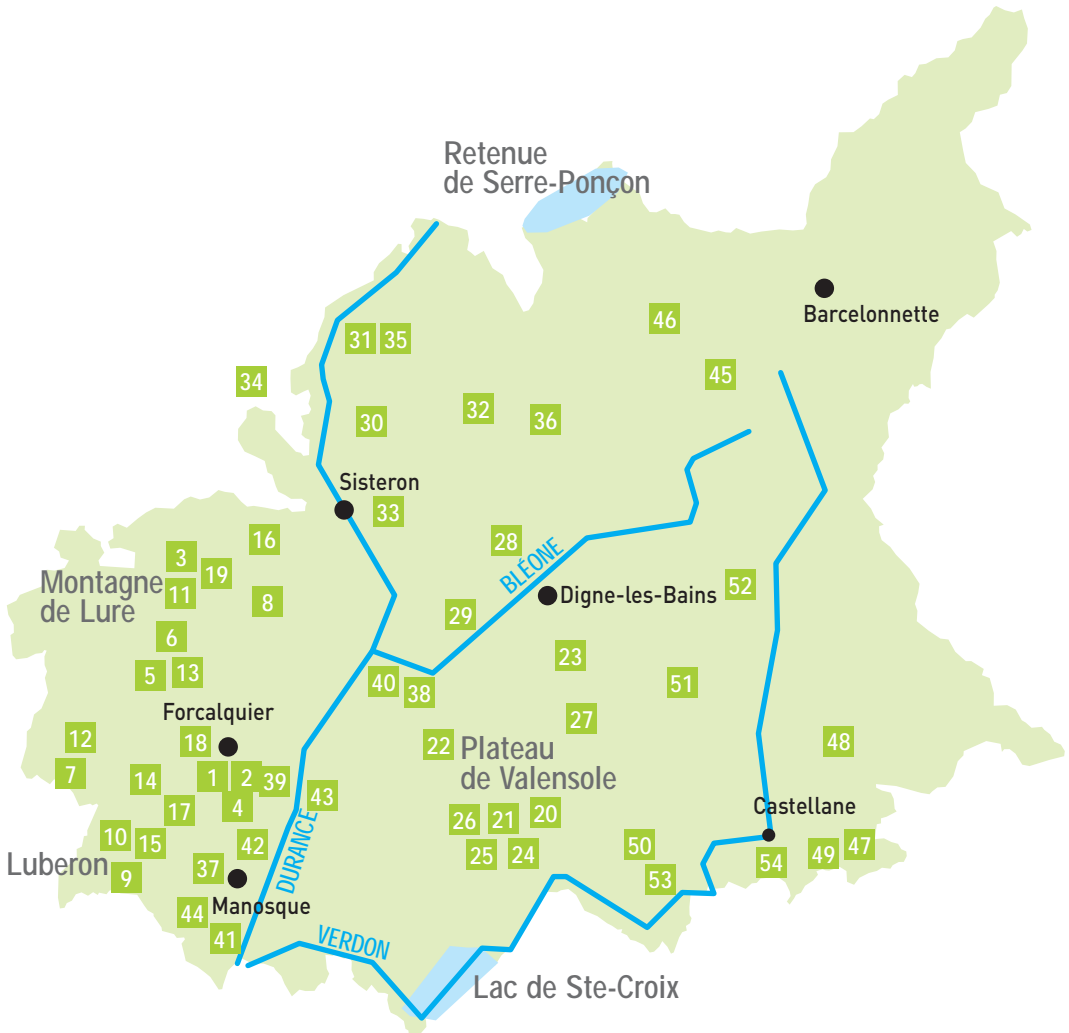 Retenue
de Serre-Ponçon
Barcelonnette
46
31 35
45
34
32
36
30
Sisteron
33
16
28
3
19
BLÉONE
Montagne
de Lure
11
8
52
Digne-les-Bains
29
6
23
5 13
40 38
51
Forcalquier
27
12
18
22
Plateau
de Valensole
48
7
14
1 2 39
43
17
4
26 21 20
Castellane
10
15
42
DURANCE
25 24
50
54 49 47
Luberon
9
37
53
Manosque
44
41
VERDON
Lac de Ste-Croix